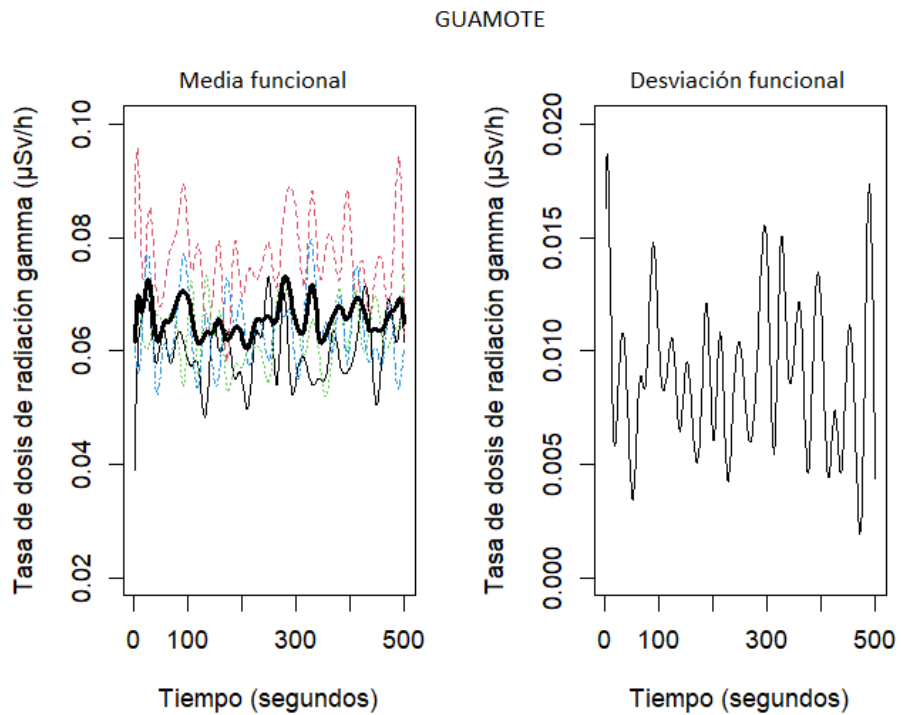 GUAMOTE
Media funcional
Tasa de dosis de radiación gamma (µSv/h)
0.10
0.08
0.06
0.04
0.02
0 100 300 500
Tiempo (segundos)
Desviación funcional
Tasa de dosis de radiación gamma (µSv/h)
0.020
0.015
0.010
0.005
0.000
0 100 300 500
Tiempo (segundos)